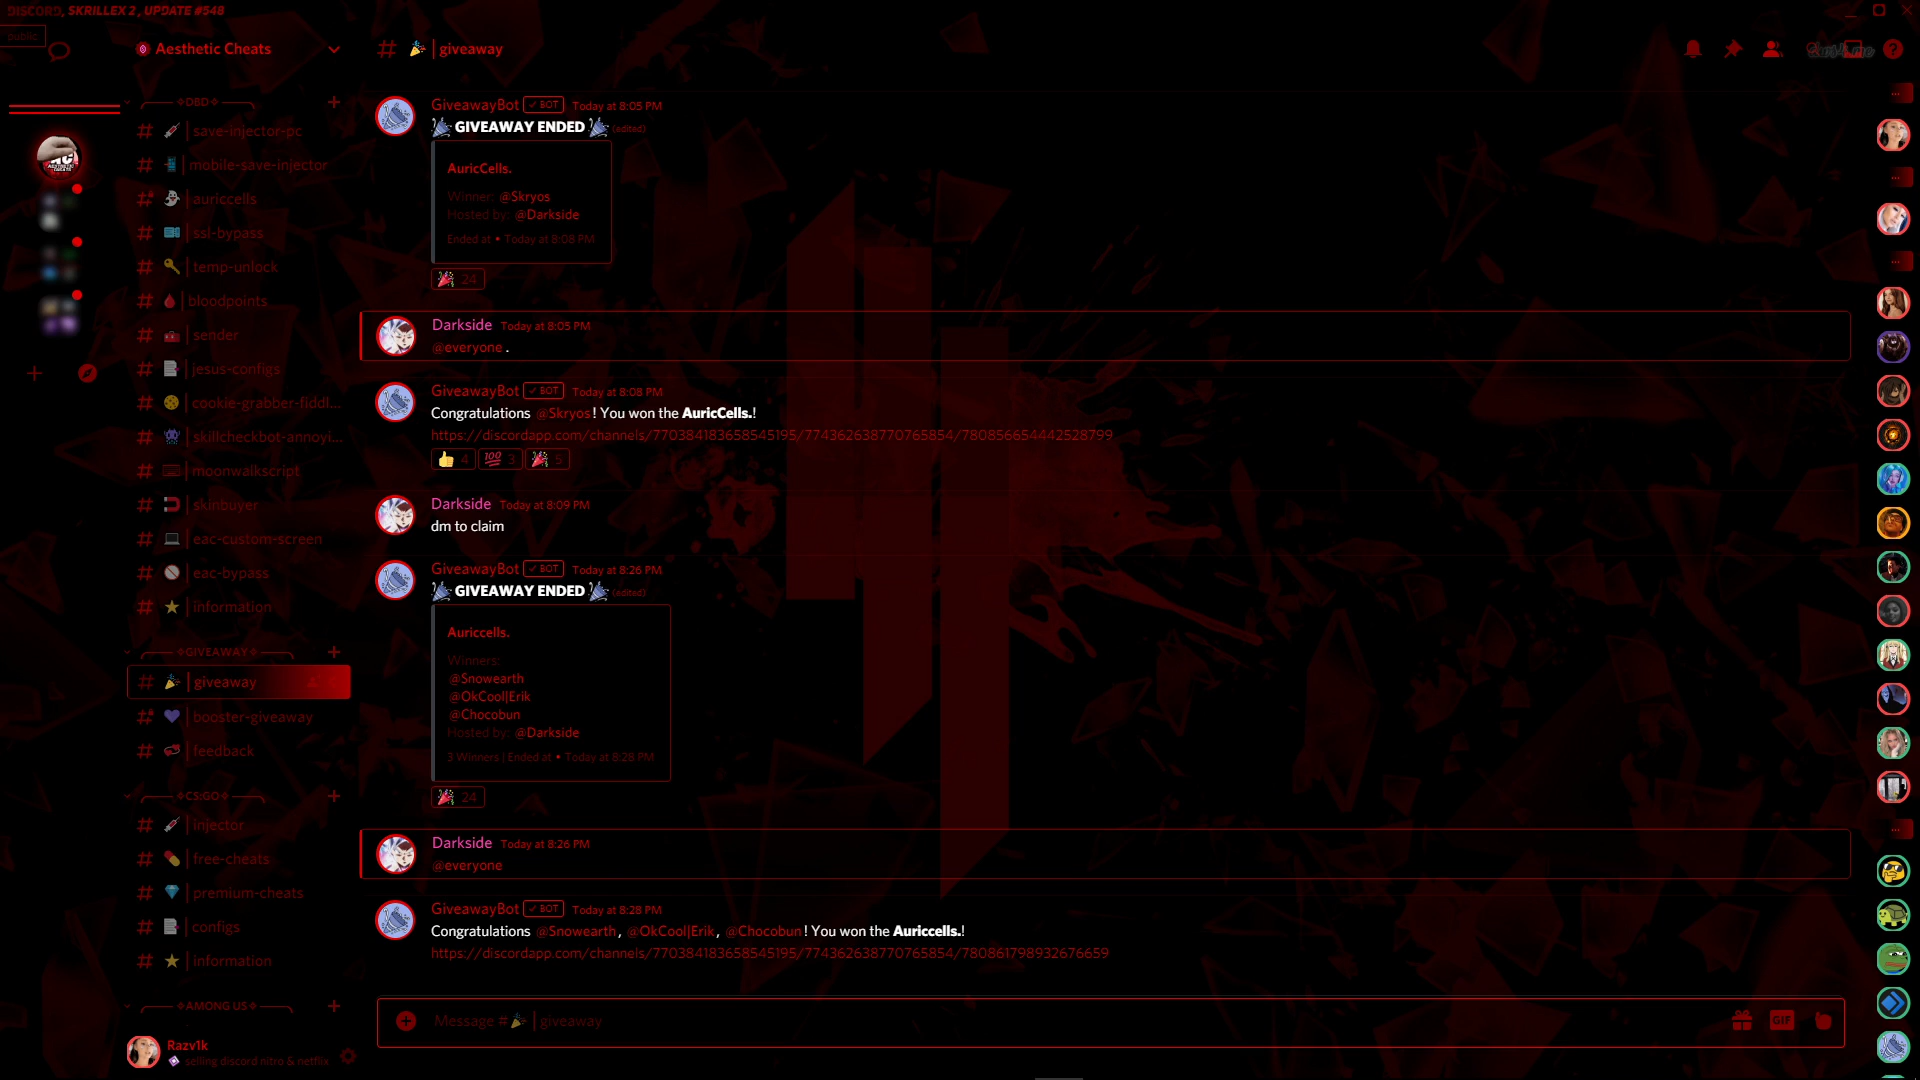 DISCORD, SKRILLEX 2, UPDATE #548
public
Aesthetic Cheats
# | giveaway
DBD
# | save-injector-pc
# | mobile-save-injector
# | auriccells
# | ssl-bypass
# | temp-unlock
# | bloodpoints
# | sender
# | jesus-configs
# | cookie-grabber-fiddl...
# | skillcheckbot-annoyi...
# | moonwalkscript
# | skinbuyer
# | eac-custom-screen
# | eac-bypass
# | information
GIVEAWAY
# | giveaway
# | booster-giveaway
# | feedback
CS:GO
# | injector
# | free-cheats
# | premium-cheats
# | configs
# | information
AMONG US
Razv1k
selling discord nitro & netflix
GiveawayBot ✓ BOT Today at 8:05 PM
GIVEAWAY ENDED (edited)
AuricCells.
Winner: @Skryos
Hosted by: @Darkside
Ended at • Today at 8:08 PM
24
Darkside Today at 8:05 PM
@everyone .
GiveawayBot ✓ BOT Today at 8:08 PM
Congratulations @Skryos! You won the AuricCells.!
https://discordapp.com/channels/770384183658545195/774362638770765854/780856654442528799
4 3 5
Darkside Today at 8:09 PM
dm to claim
GiveawayBot ✓ BOT Today at 8:26 PM
GIVEAWAY ENDED (edited)
Auriccells.
Winners:
@Snowearth
@OkCool|Erik
@Chocobun
Hosted by: @Darkside
3 Winners | Ended at • Today at 8:28 PM
24
Darkside Today at 8:26 PM
@everyone
GiveawayBot ✓ BOT Today at 8:28 PM
Congratulations @Snowearth, @OkCool|Erik, @Chocobun! You won the Auriccells.!
https://discordapp.com/channels/770384183658545195/774362638770765854/780861798932676659
Message # | giveaway
GIF